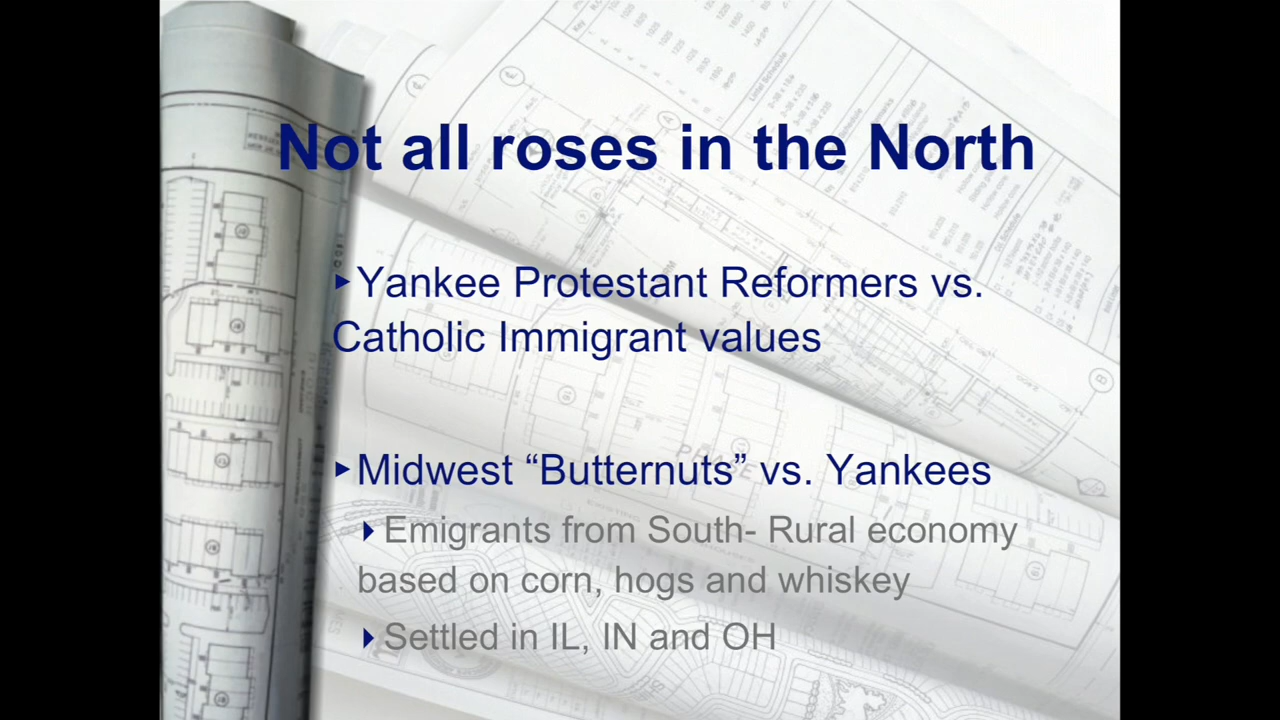 Not all roses in the North
▸Yankee Protestant Reformers vs.
Catholic Immigrant values
▸Midwest “Butternuts” vs. Yankees
▸Emigrants from South- Rural economy
based on corn, hogs and whiskey
▸Settled in IL, IN and OH